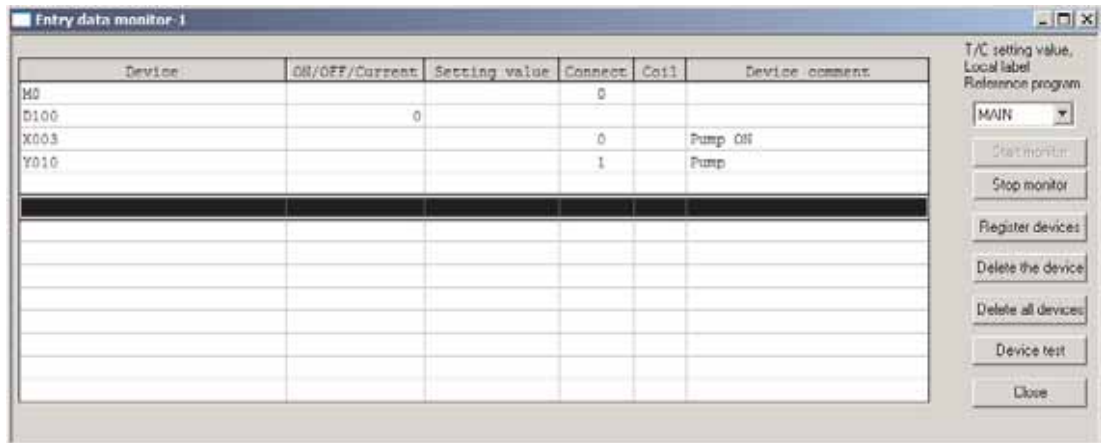 Entry data monitor-1
T/C setting value,
Local label
Reference program
Device ON/OFF/Current Setting value Connect Coil Device comment
M0 0
D100 0
X003 0 Pump ON
Y010 1 Pump
MAIN
Start monitor
Stop monitor
Register devices
Delete the device
Delete all devices
Device test
Close